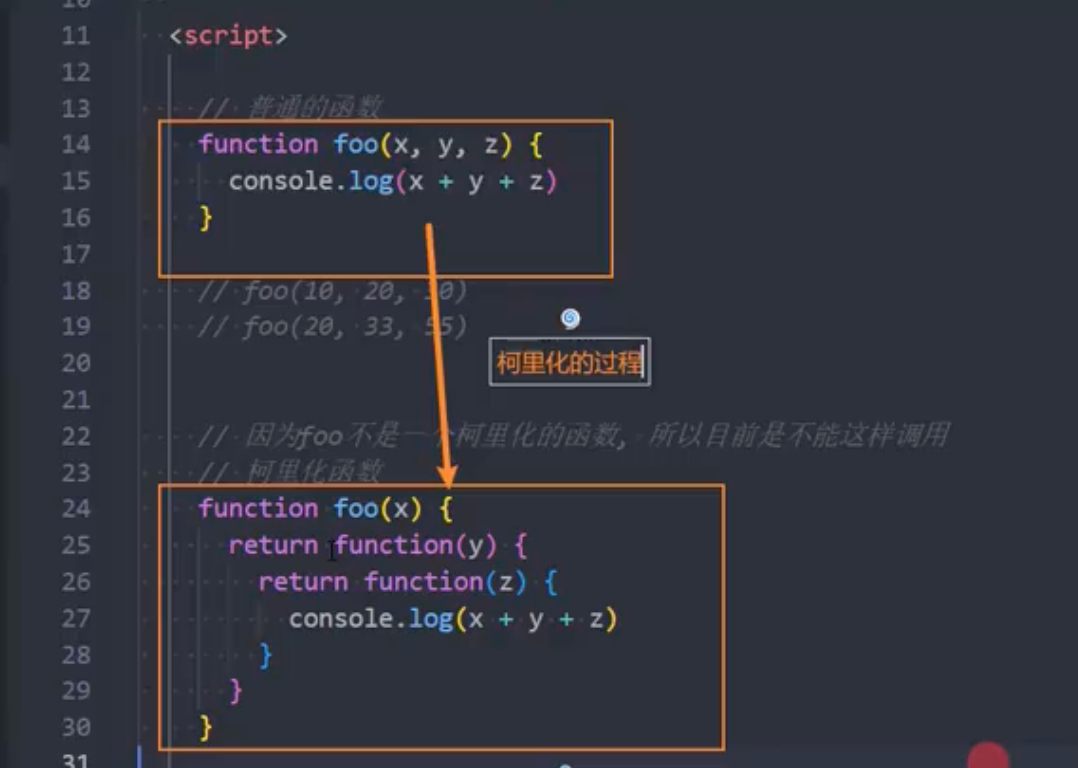 11 <script>
12
13 // 普通的函数
14 function foo(x, y, z) {
15 console.log(x + y + z)
16 }
17
18 // foo(10, 20, 30)
19 // foo(20, 33, 55)
20
柯里化的过程
21
22 // 因为foo不是一个柯里化的函数, 所以目前是不能这样调用
23 // 柯里化函数
24 function foo(x) {
25 return function(y) {
26 return function(z) {
27 console.log(x + y + z)
28 }
29 }
30 }
31